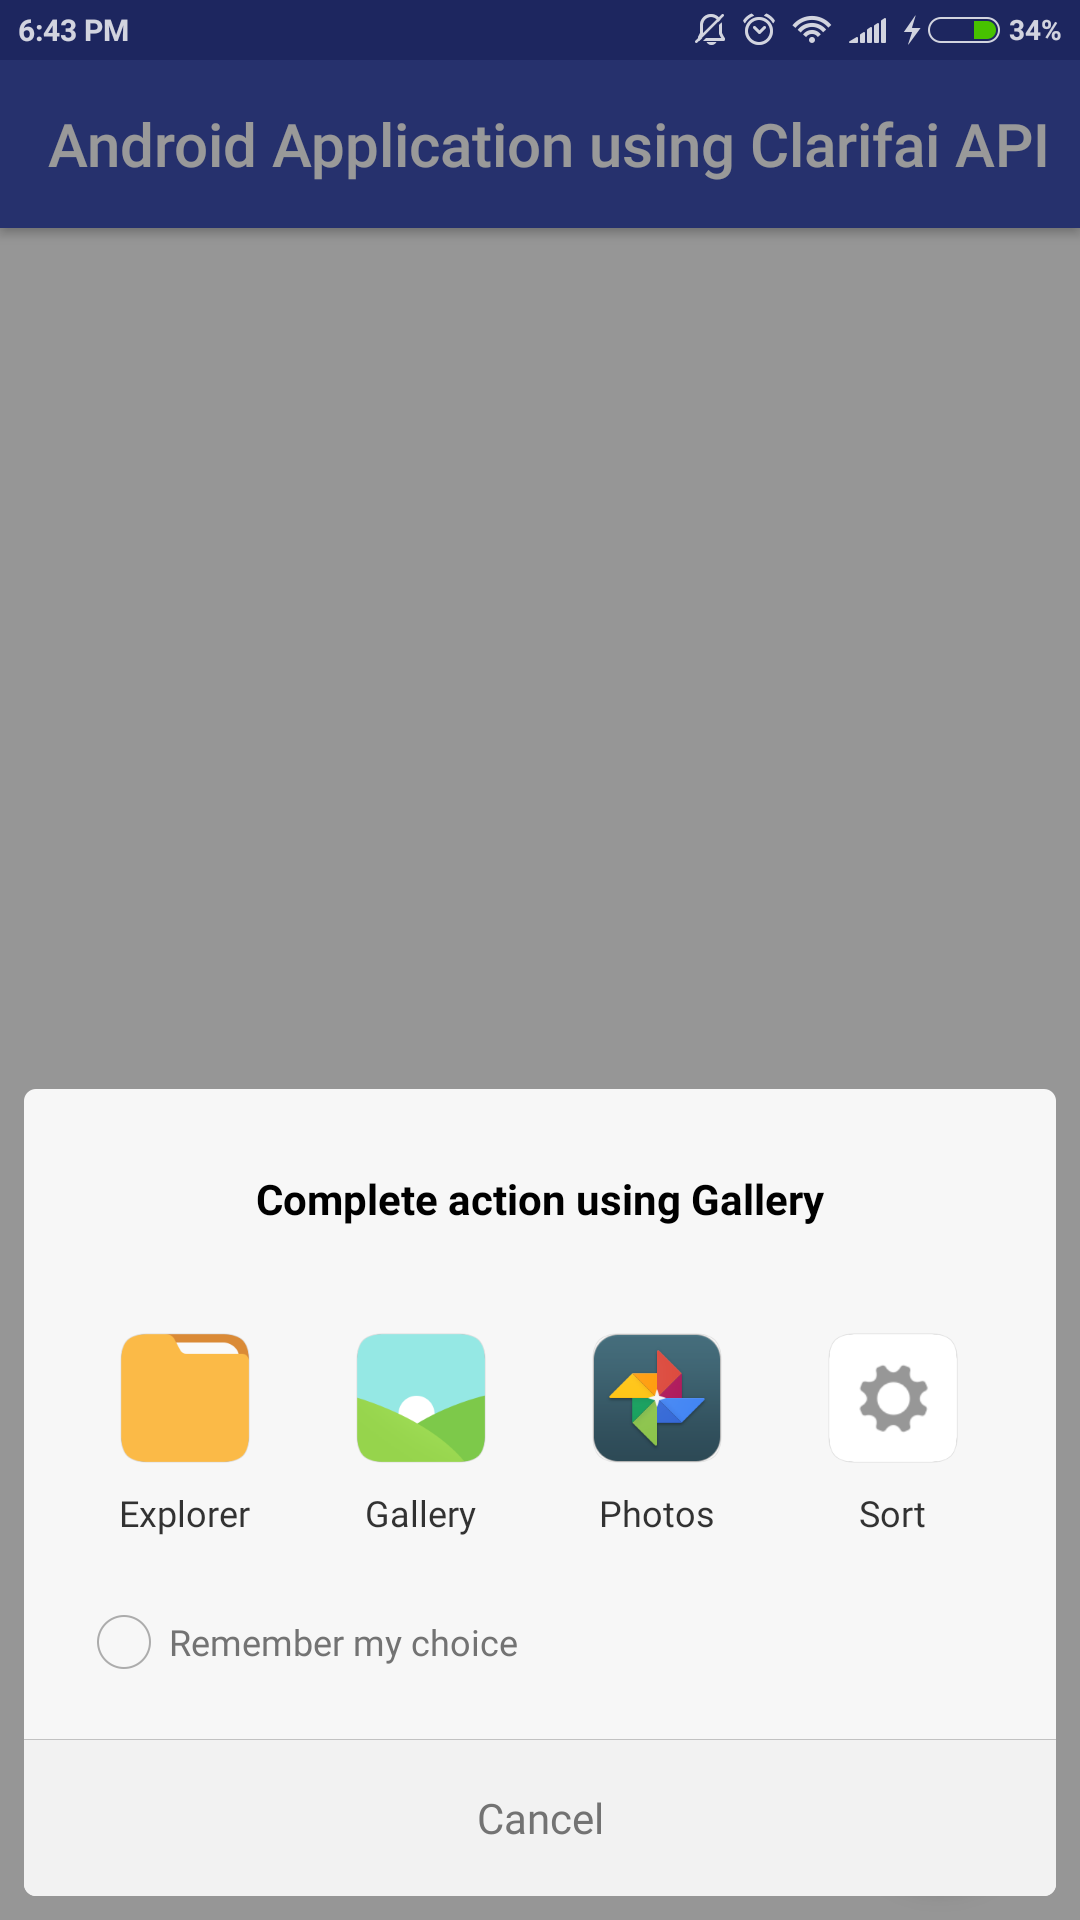 6:43 PM 34%
Android Application using Clarifai API
Complete action using Gallery
Explorer Gallery Photos Sort
Remember my choice
Cancel